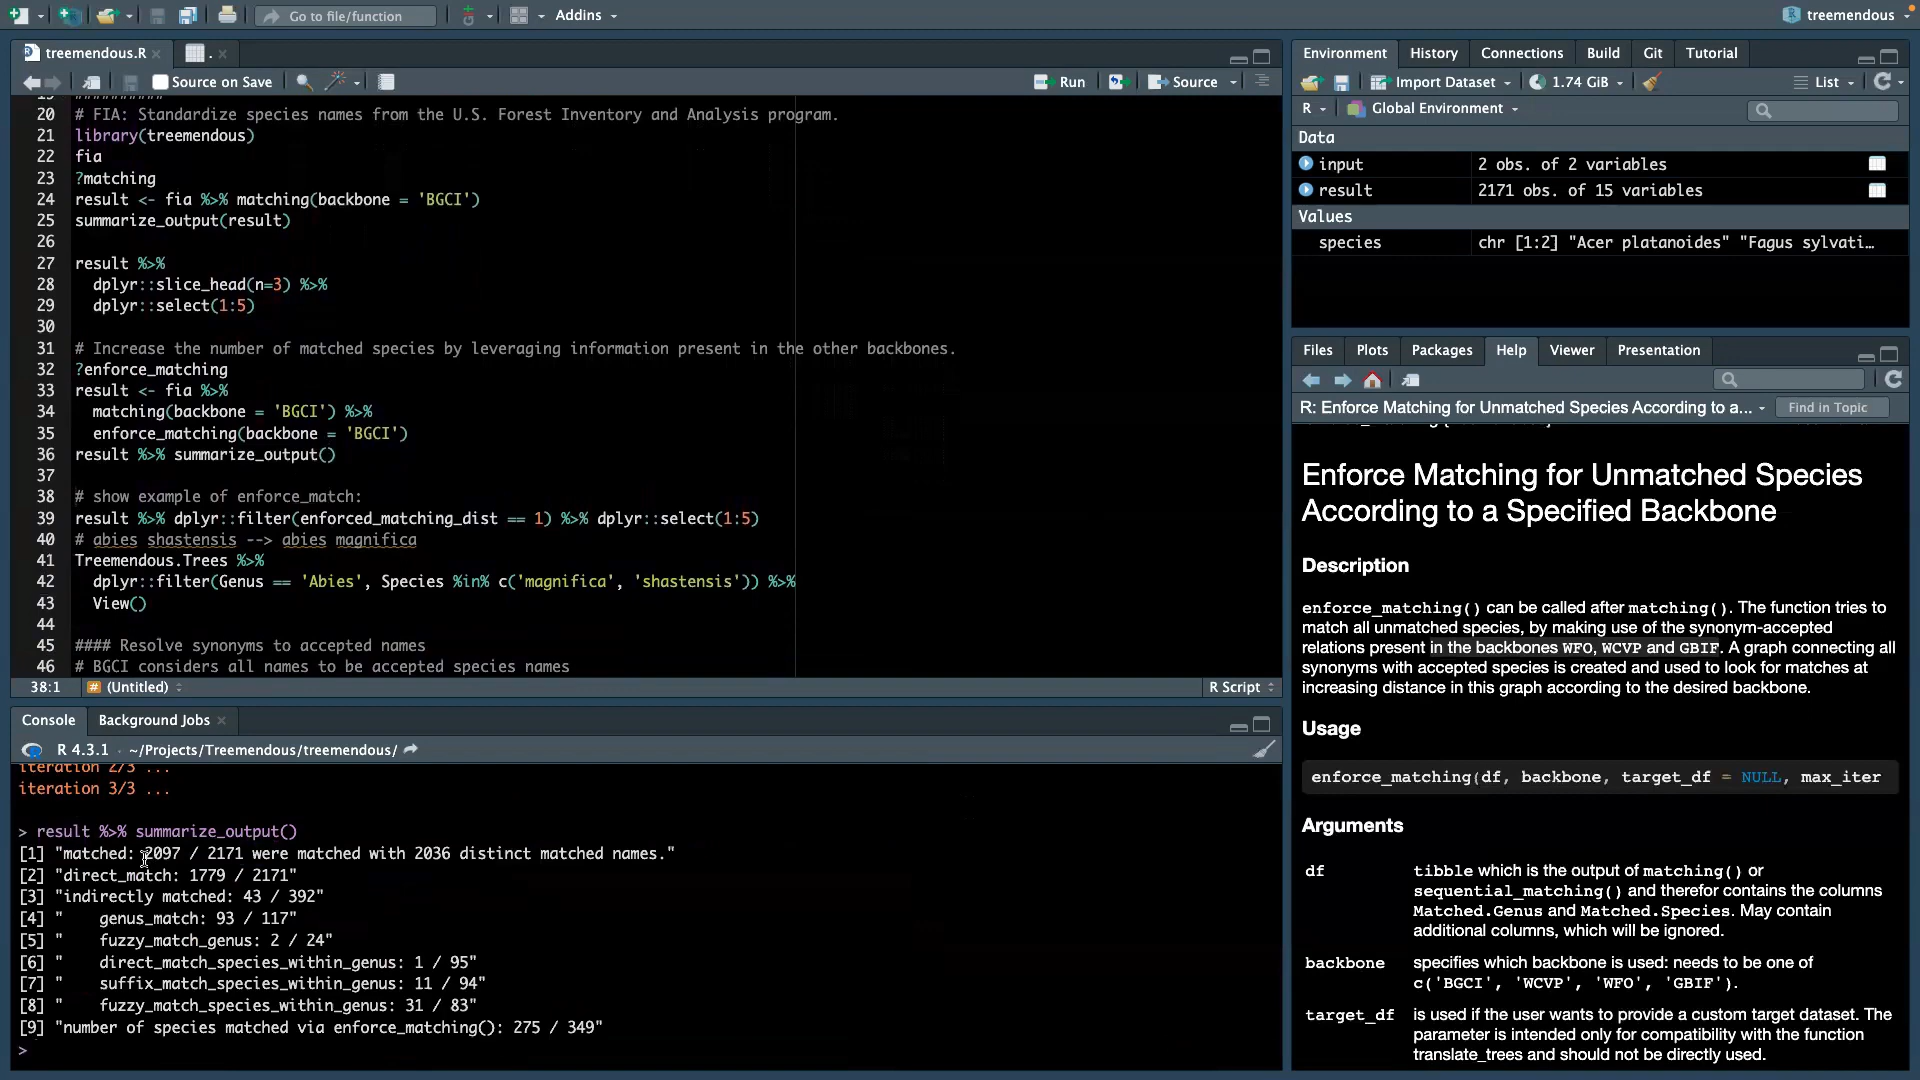 Go to file/function
Addins
treemendous
treemendous.R
.
Source on Save
Run
Source
20 # FIA: Standardize species names from the U.S. Forest Inventory and Analysis program.
21 library(treemendous)
22 fia
23 ?matching
24 result <- fia %>% matching(backbone = 'BGCI')
25 summarize_output(result)
26
27 result %>%
28 dplyr::slice_head(n=3) %>%
29 dplyr::select(1:5)
30
31 # Increase the number of matched species by leveraging information present in the other backbones.
32 ?enforce_matching
33 result <- fia %>%
34 matching(backbone = 'BGCI') %>%
35 enforce_matching(backbone = 'BGCI')
36 result %>% summarize_output()
37
38 # show example of enforce_match:
39 result %>% dplyr::filter(enforced_matching_dist == 1) %>% dplyr::select(1:5)
40 # abies shastensis --> abies magnifica
41 Treemendous.Trees %>%
42 dplyr::filter(Genus == 'Abies', Species %in% c('magnifica', 'shastensis')) %>%
43 View()
44
45 #### Resolve synonyms to accepted names
46 # BGCI considers all names to be accepted species names
38:1
# (Untitled)
R Script
Console
Background Jobs
R 4.3.1 · ~/Projects/Treemendous/treemendous/
iteration 2/3 ...
iteration 3/3 ...
> result %>% summarize_output()
[1] "matched: 2097 / 2171 were matched with 2036 distinct matched names."
[2] "direct_match: 1779 / 2171"
[3] "indirectly matched: 43 / 392"
[4] " genus_match: 93 / 117"
[5] " fuzzy_match_genus: 2 / 24"
[6] " direct_match_species_within_genus: 1 / 95"
[7] " suffix_match_species_within_genus: 11 / 94"
[8] " fuzzy_match_species_within_genus: 31 / 83"
[9] "number of species matched via enforce_matching(): 275 / 349"
>
Environment
History
Connections
Build
Git
Tutorial
Import Dataset
1.74 GiB
List
R
Global Environment
Data
input 2 obs. of 2 variables
result 2171 obs. of 15 variables
Values
species chr [1:2] "Acer platanoides" "Fagus sylvati…
Files
Plots
Packages
Help
Viewer
Presentation
R: Enforce Matching for Unmatched Species According to a...
Find in Topic
Enforce Matching for Unmatched Species
According to a Specified Backbone
Description
enforce_matching() can be called after matching(). The function tries to
match all unmatched species, by making use of the synonym-accepted
relations present in the backbones WFO, WCVP and GBIF. A graph connecting all
synonyms with accepted species is created and used to look for matches at
increasing distance in this graph according to the desired backbone.
Usage
enforce_matching(df, backbone, target_df = NULL, max_iter
Arguments
df tibble which is the output of matching() or
sequential_matching() and therefor contains the columns
Matched.Genus and Matched.Species. May contain
additional columns, which will be ignored.
backbone specifies which backbone is used: needs to be one of
c('BGCI', 'WCVP', 'WFO', 'GBIF').
target_df is used if the user wants to provide a custom target dataset. The
parameter is intended only for compatibility with the function
translate_trees and should not be directly used.